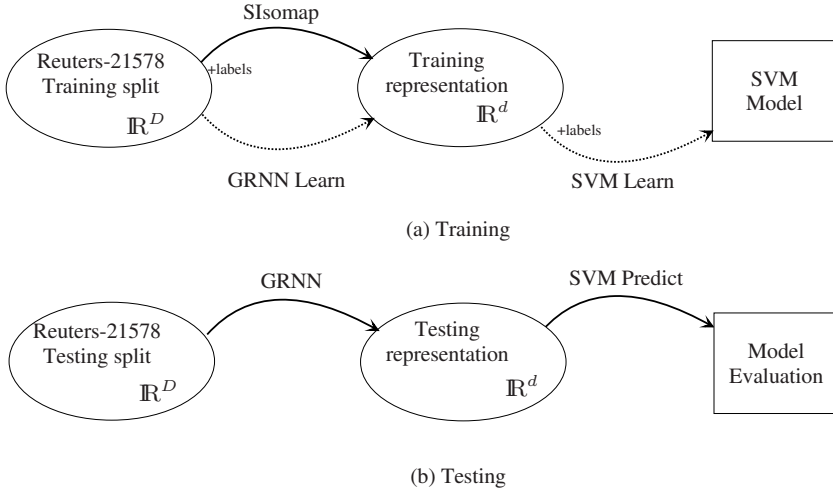 SIsomap
Reuters-21578
Training split
ℝ^D
+labels
Training
representation
ℝ^d
+labels
SVM
Model
GRNN Learn
SVM Learn
(a) Training
GRNN
SVM Predict
Reuters-21578
Testing split
ℝ^D
Testing
representation
ℝ^d
Model
Evaluation
(b) Testing